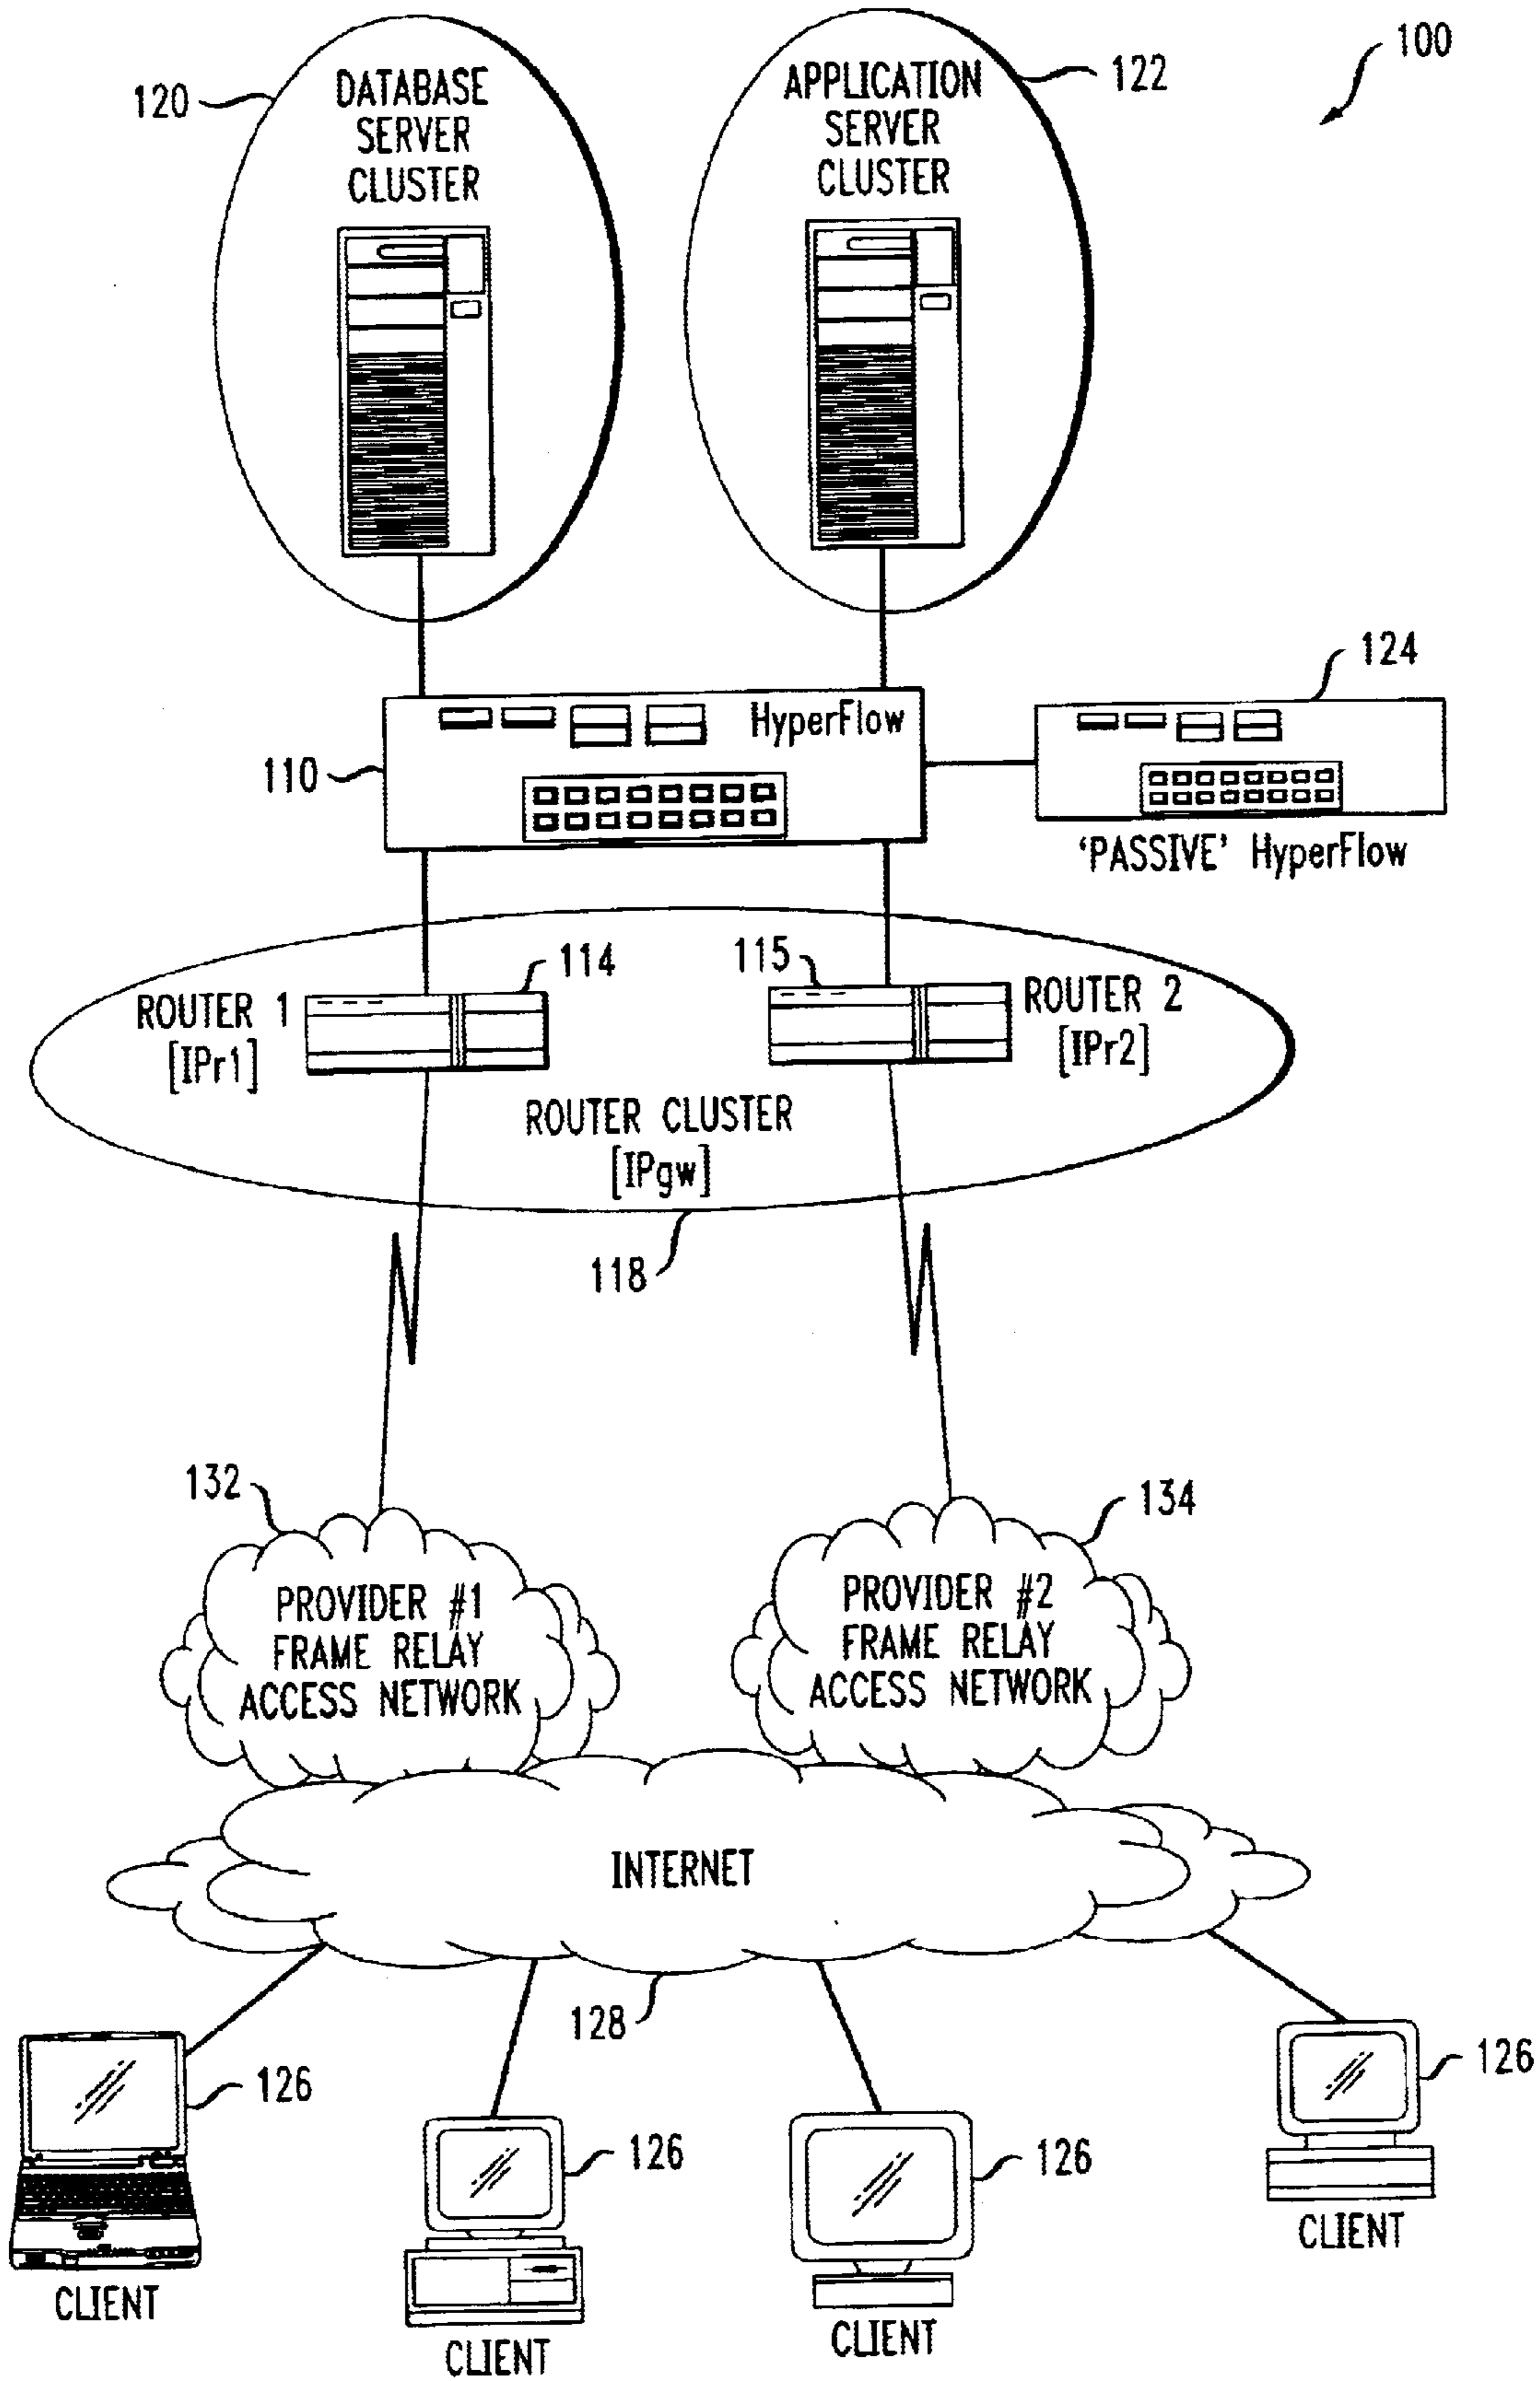 100
120
DATABASE
SERVER
CLUSTER
APPLICATION
SERVER
CLUSTER
122
124
110
HyperFlow
'PASSIVE' HyperFlow
114
115
ROUTER 1
[IPr1]
ROUTER 2
[IPr2]
ROUTER CLUSTER
[IPgw]
118
132
134
PROVIDER #1
FRAME RELAY
ACCESS NETWORK
PROVIDER #2
FRAME RELAY
ACCESS NETWORK
INTERNET
128
126
CLIENT
126
CLIENT
126
CLIENT
126
CLIENT